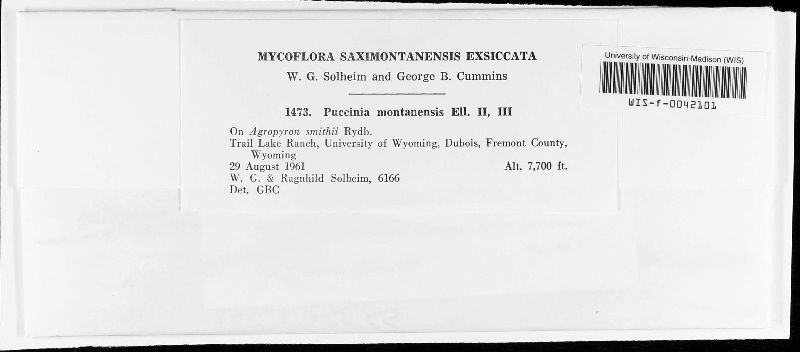 MYCOFLORA SAXIMONTANENSIS EXSICCATA
W. G. Solheim and George B. Cummins
1473. Puccinia montanensis Ell. II, III
On Agropyron smithii Rydb.
Trail Lake Ranch, University of Wyoming, Dubois, Fremont County,
Wyoming
29 August 1961 Alt. 7,700 ft.
W. G. & Ragnhild Solheim, 6166
Det. GBC
University of Wisconsin-Madison (WIS)
WIS-f-0042101